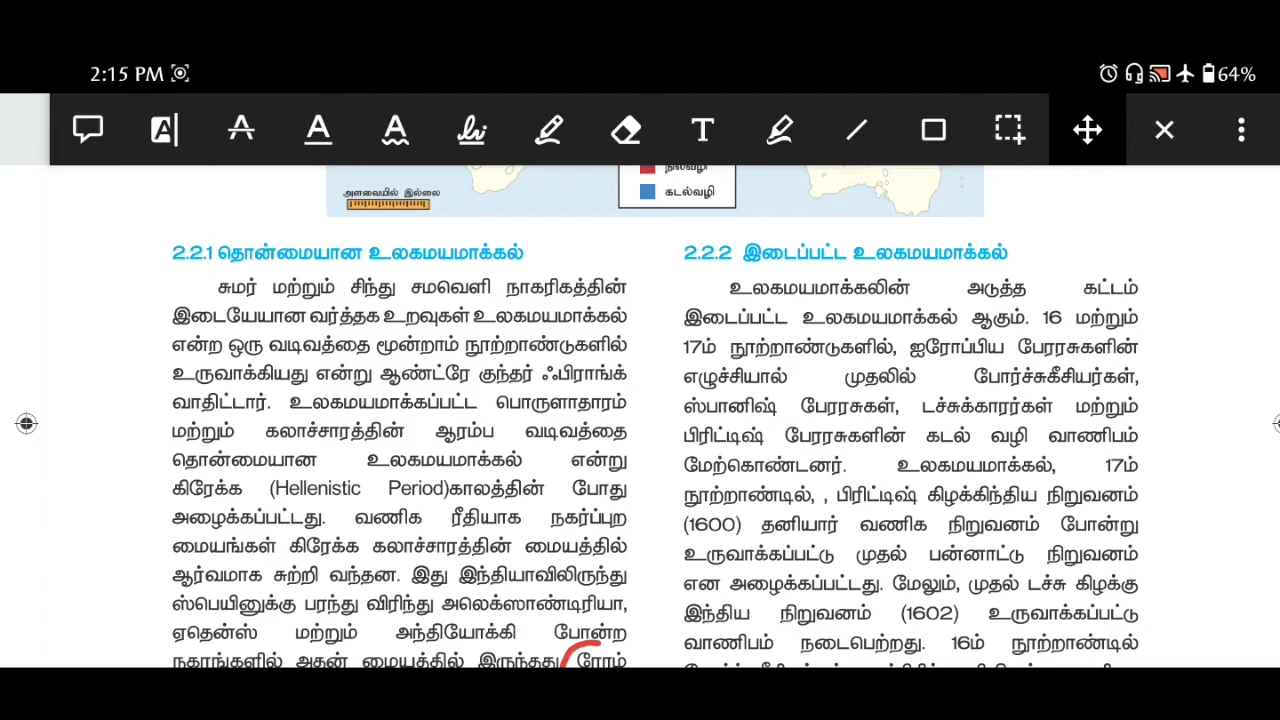 2:15 PM
64%
நிலவழி
அளவையில் இல்லை
கடல்வழி
2.2.1 தொன்மையான உலகமயமாக்கல்
சுமர் மற்றும் சிந்து சமவெளி நாகரிகத்தின்
இடையேயான வர்த்தக உறவுகள் உலகமயமாக்கல்
என்ற ஒரு வடிவத்தை மூன்றாம் நூற்றாண்டுகளில்
உருவாக்கியது என்று ஆண்ட்ரே குந்தர் ஃபிராங்க்
வாதிட்டார். உலகமயமாக்கப்பட்ட பொருளாதாரம்
மற்றும் கலாச்சாரத்தின் ஆரம்ப வடிவத்தை
தொன்மையான உலகமயமாக்கல் என்று
கிரேக்க (Hellenistic Period)காலத்தின் போது
அழைக்கப்பட்டது. வணிக ரீதியாக நகர்ப்புற
மையங்கள் கிரேக்க கலாச்சாரத்தின் மையத்தில்
ஆர்வமாக சுற்றி வந்தன. இது இந்தியாவிலிருந்து
ஸ்பெயினுக்கு பரந்து விரிந்து அலெக்ஸாண்டிரியா,
ஏதென்ஸ் மற்றும் அந்தியோக்கி போன்ற
நகரங்களில் அதன் மையத்தில் இருந்தது. ரோம்
2.2.2 இடைப்பட்ட உலகமயமாக்கல்
உலகமயமாக்கலின் அடுத்த கட்டம்
இடைப்பட்ட உலகமயமாக்கல் ஆகும். 16 மற்றும்
17ம் நூற்றாண்டுகளில், ஐரோப்பிய பேரரசுகளின்
எழுச்சியால் முதலில் போர்ச்சுகீசியர்கள்,
ஸ்பானிஷ் பேரரசுகள், டச்சுக்காரர்கள் மற்றும்
பிரிட்டிஷ் பேரரசுகளின் கடல் வழி வாணிபம்
மேற்கொண்டனர். உலகமயமாக்கல், 17ம்
நூற்றாண்டில், , பிரிட்டிஷ் கிழக்கிந்திய நிறுவனம்
(1600) தனியார் வணிக நிறுவனம் போன்று
உருவாக்கப்பட்டு முதல் பன்னாட்டு நிறுவனம்
என அழைக்கப்பட்டது. மேலும், முதல் டச்சு கிழக்கு
இந்திய நிறுவனம் (1602) உருவாக்கப்பட்டு
வாணிபம் நடைபெற்றது. 16ம் நூற்றாண்டில்